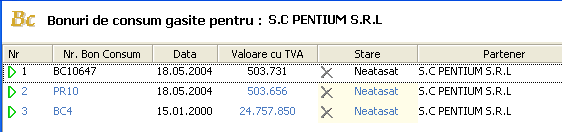 Bc Bonuri de consum gasite pentru : S.C PENTIUM S.R.L
Nr Nr. Bon Consum Data Valoare cu TVA Stare Partener
1 BC10647 18.05.2004 503.731 Neatasat S.C PENTIUM S.R.L
2 PR10 18.05.2004 503.656 Neatasat S.C PENTIUM S.R.L
3 BC4 15.01.2000 24.757.850 Neatasat S.C PENTIUM S.R.L